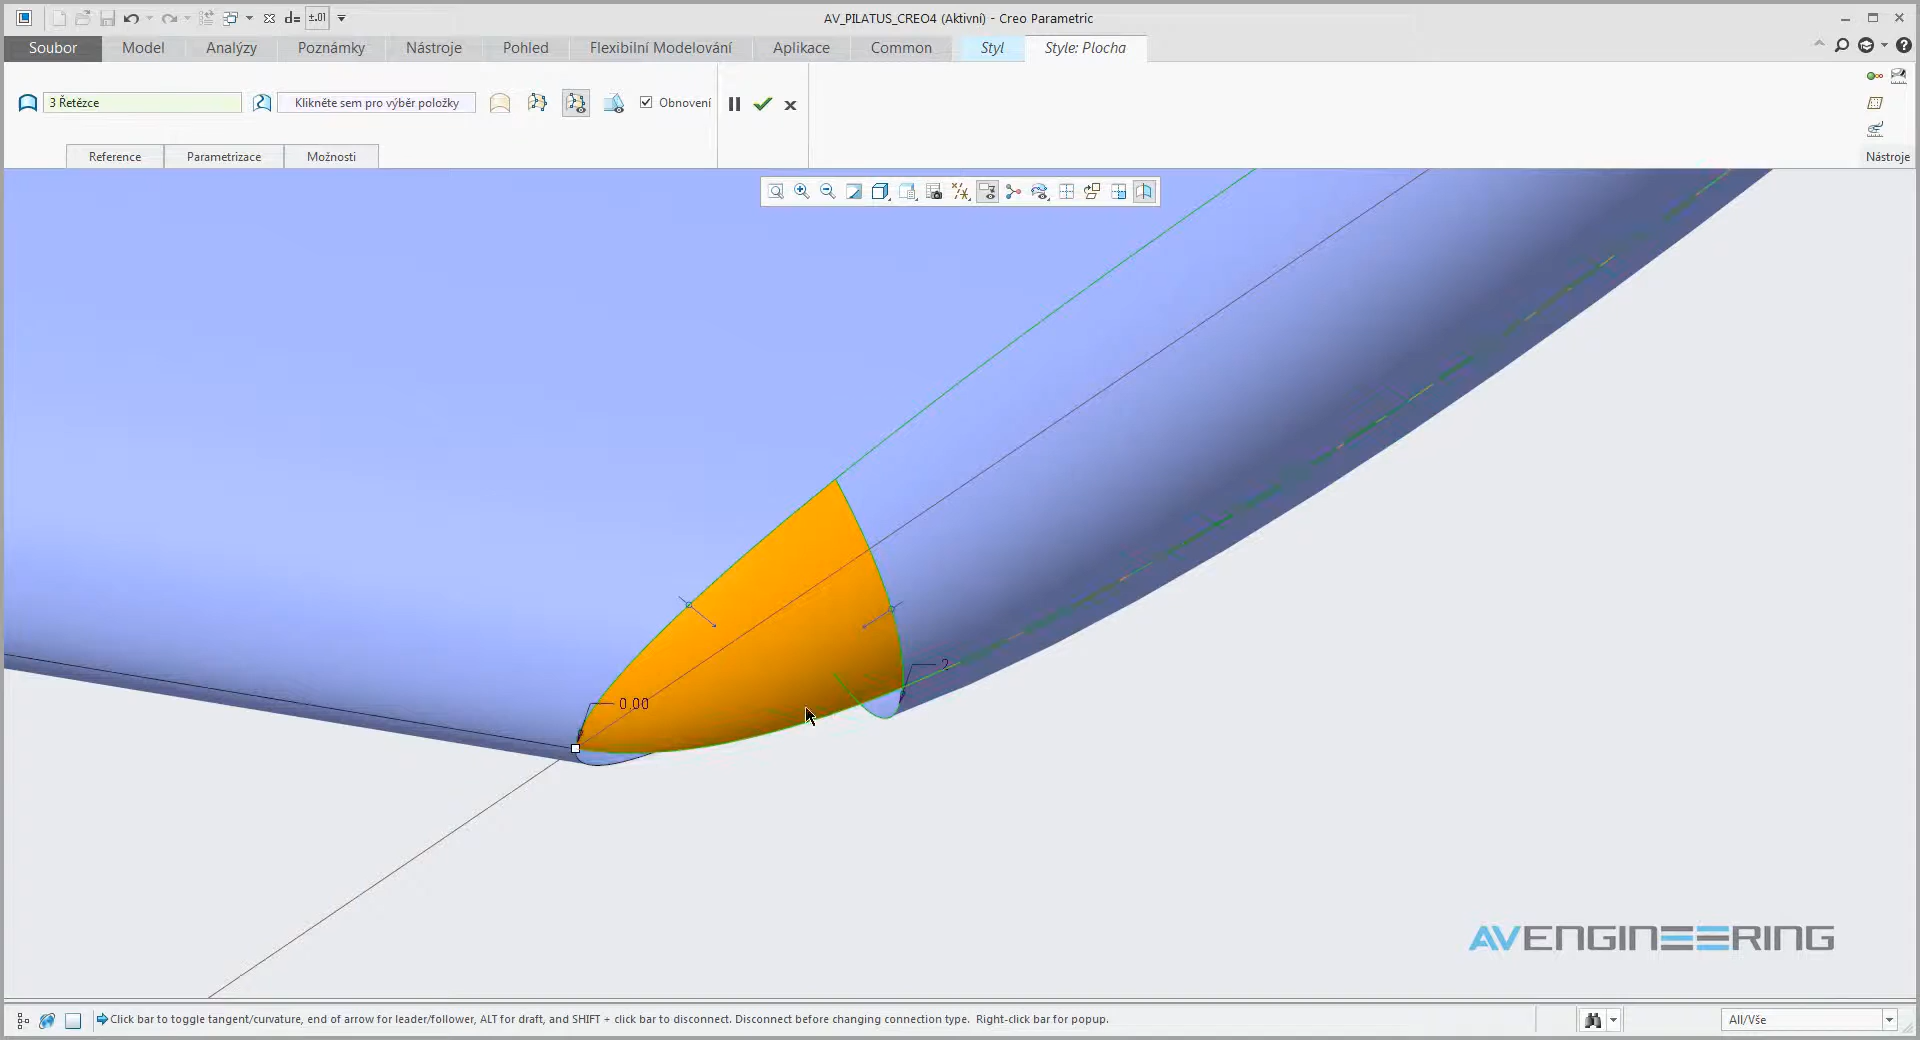 AV_PILATUS_CREO4 (Aktivní) - Creo Parametric
Soubor Model Analýzy Poznámky Nástroje Pohled Flexibilní Modelování Aplikace Common Styl Style: Plocha
3 Řetězce Klikněte sem pro výběr položky Obnovení
Reference Parametrizace Možnosti Nástroje
2
0.00
AVENGINEERING
Click bar to toggle tangent/curvature, end of arrow for leader/follower, ALT for draft, and SHIFT + click bar to disconnect. Disconnect before changing connection type. Right-click bar for popup.
All/Vše